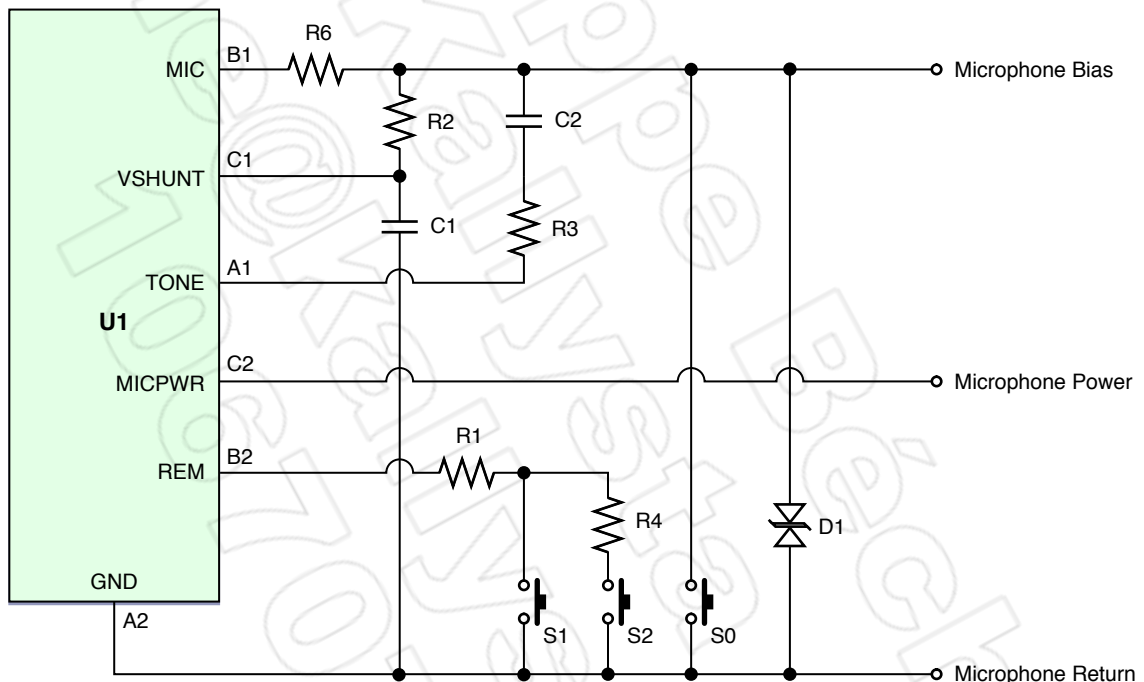 R6
MIC B1 Microphone Bias
R2 C2
VSHUNT C1
C1 R3
TONE A1
U1
MICPWR C2 Microphone Power
R1
REM B2
R4 D1
GND
A2 S1 S2 S0
Microphone Return